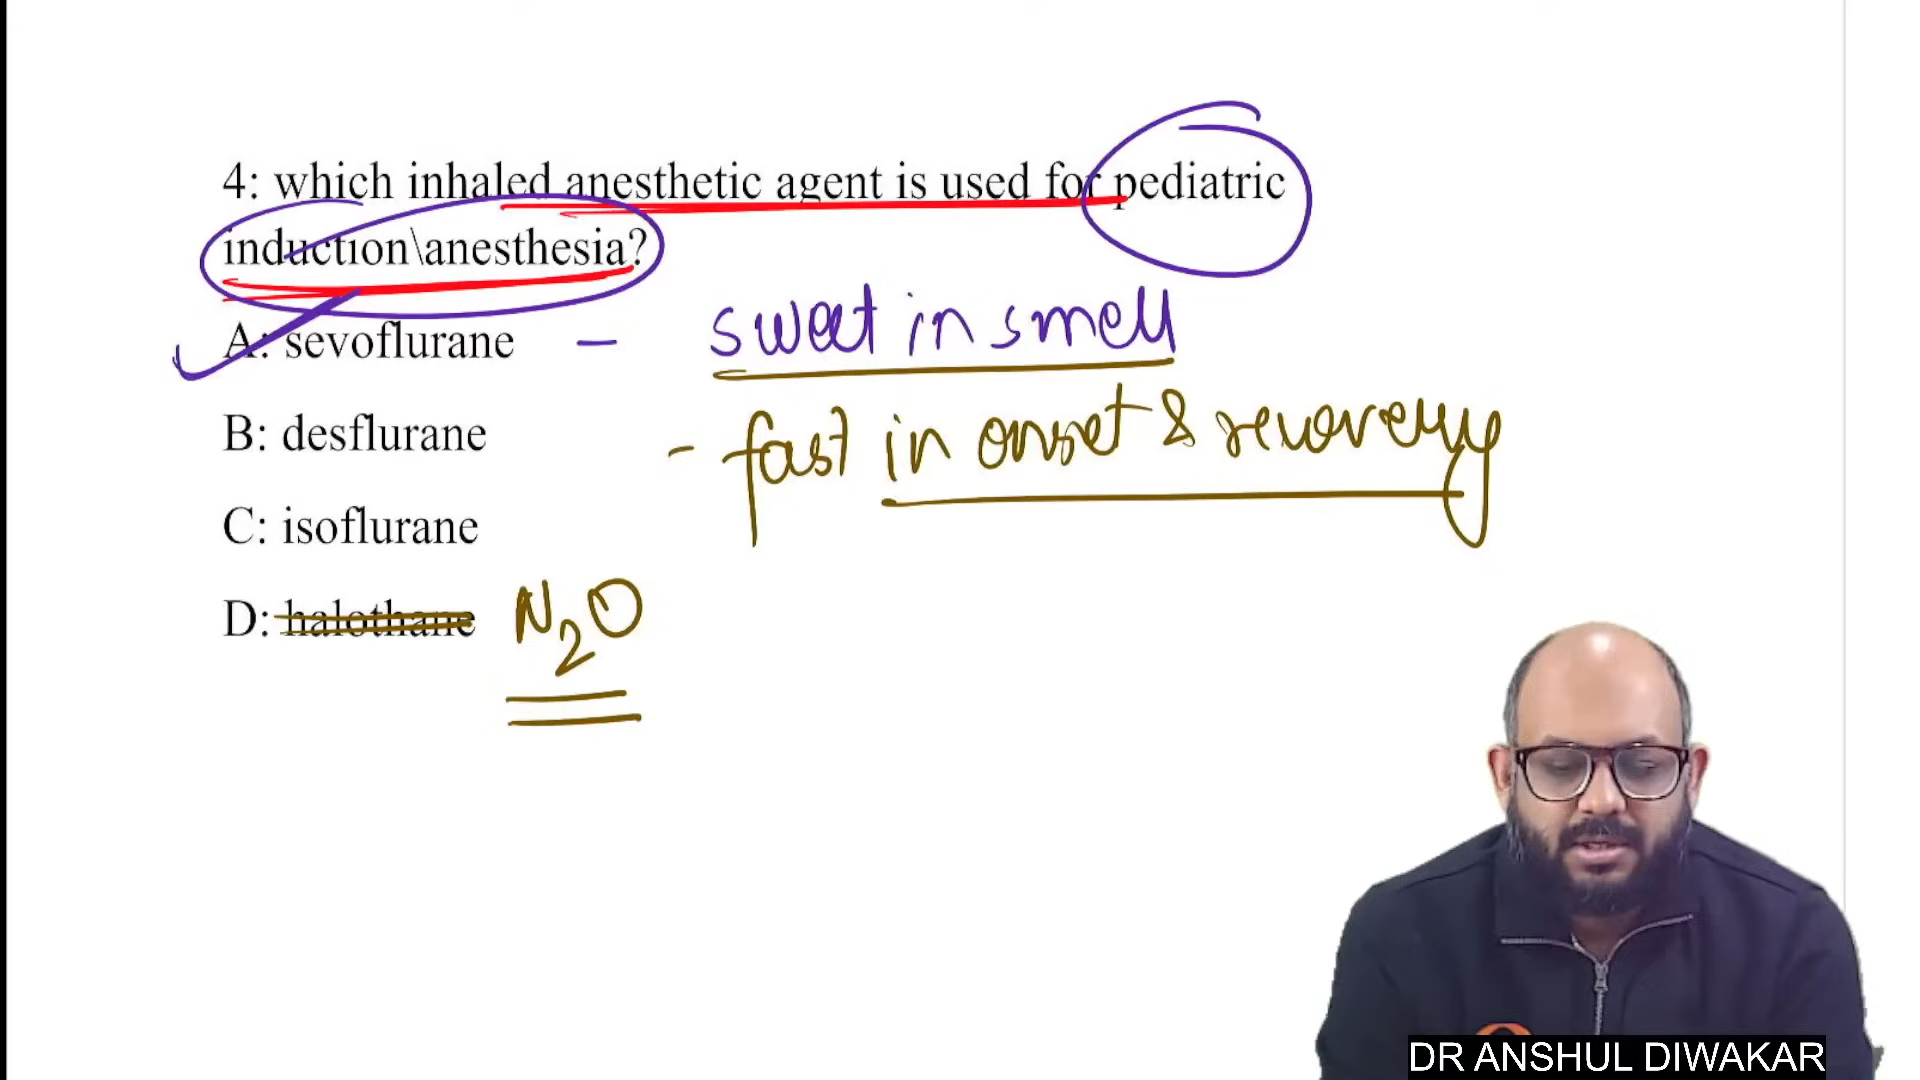 4: which inhaled anesthetic agent is used for pediatric
induction\anesthesia?
A: sevoflurane – sweet in smell
B: desflurane - fast in onset & recovery
C: isoflurane
D: halothane N2O
DR ANSHUL DIWAKAR